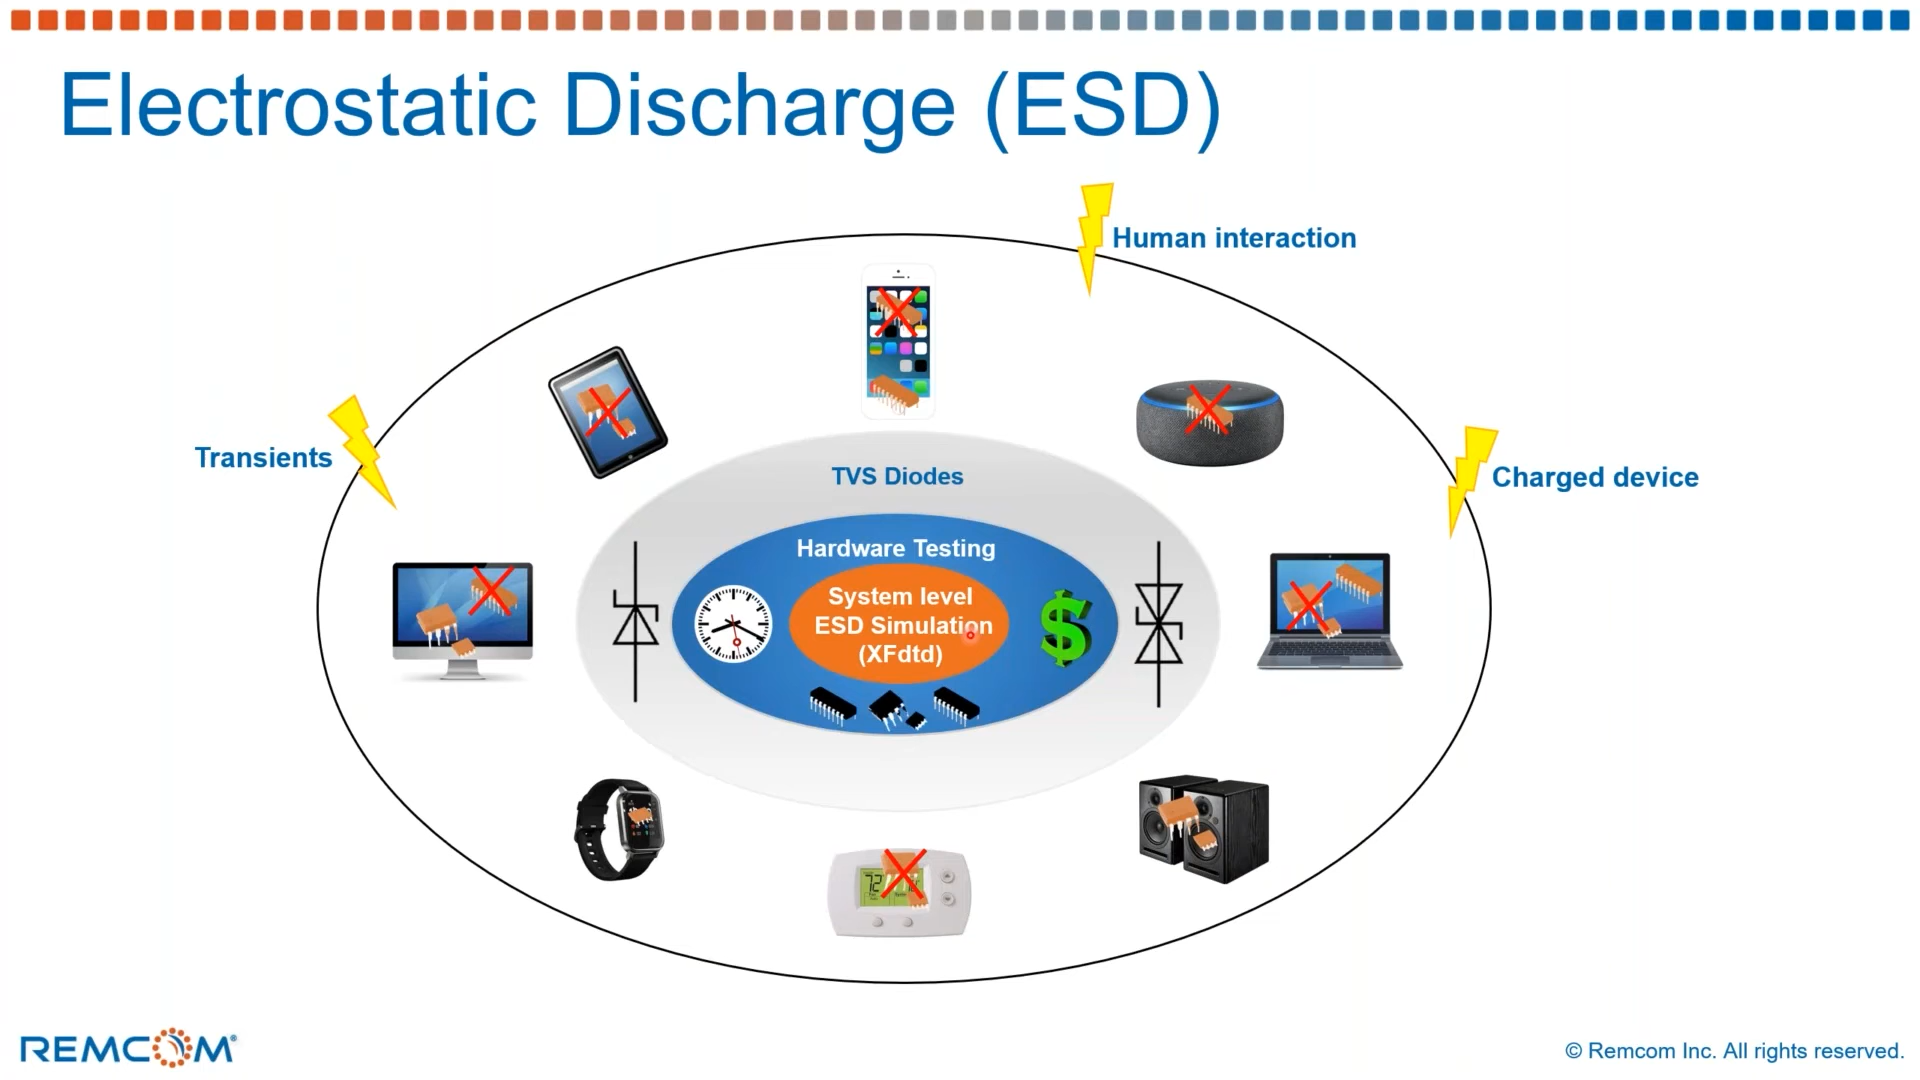 Electrostatic Discharge (ESD)
Human interaction
Transients
TVS Diodes
Charged device
Hardware Testing
System level
ESD Simulation
(XFdtd)
72
REMCOM®
© Remcom Inc. All rights reserved.